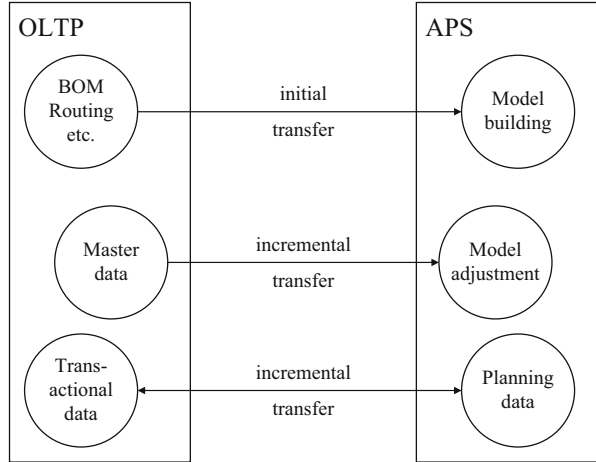 OLTP
APS
BOM
Routing
etc.
initial
transfer
Model
building
Master
data
incremental
transfer
Model
adjustment
Trans-
actional
data
incremental
transfer
Planning
data